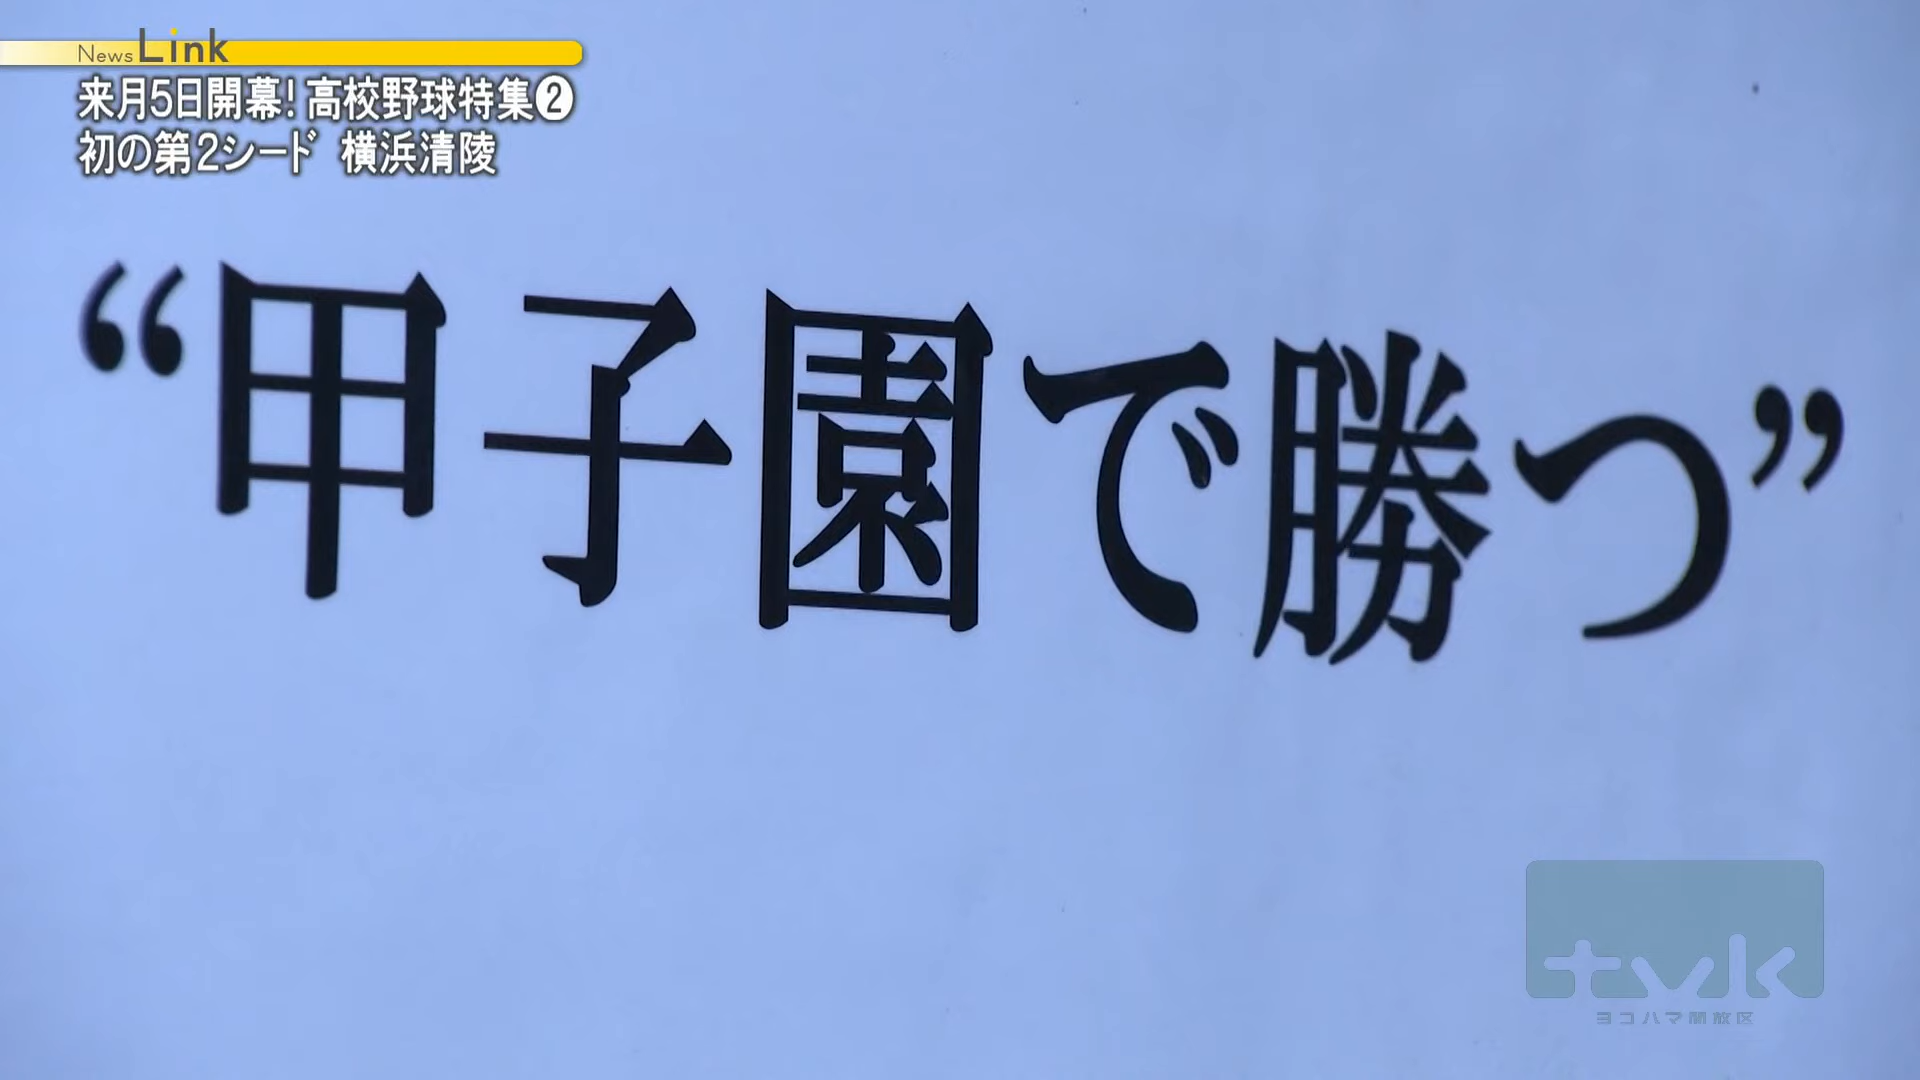 News Link
来月5日開幕!高校野球特集❷
初の第2シード 横浜清陵
“甲子園で勝つ”
tvk
ヨコハマ開放区